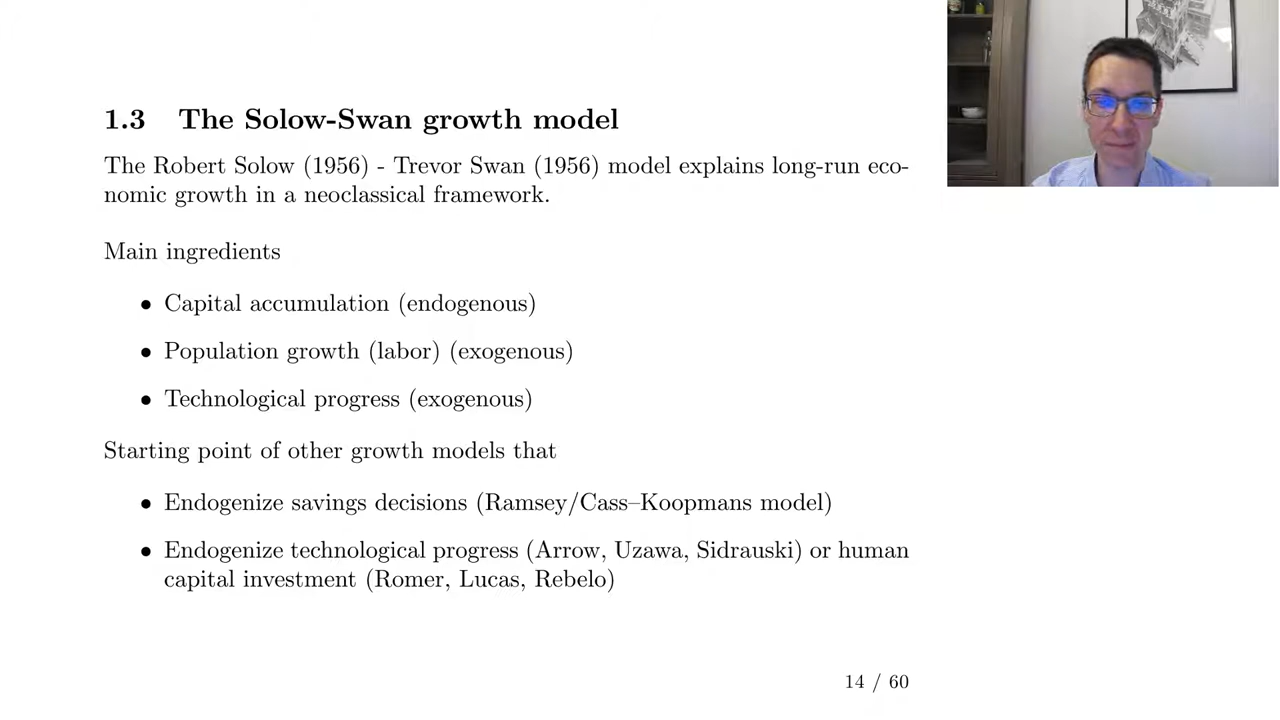 1.3 The Solow-Swan growth model
The Robert Solow (1956) - Trevor Swan (1956) model explains long-run eco-
nomic growth in a neoclassical framework.
Main ingredients
• Capital accumulation (endogenous)
• Population growth (labor) (exogenous)
• Technological progress (exogenous)
Starting point of other growth models that
• Endogenize savings decisions (Ramsey/Cass–Koopmans model)
• Endogenize technological progress (Arrow, Uzawa, Sidrauski) or human
capital investment (Romer, Lucas, Rebelo)
14 / 60